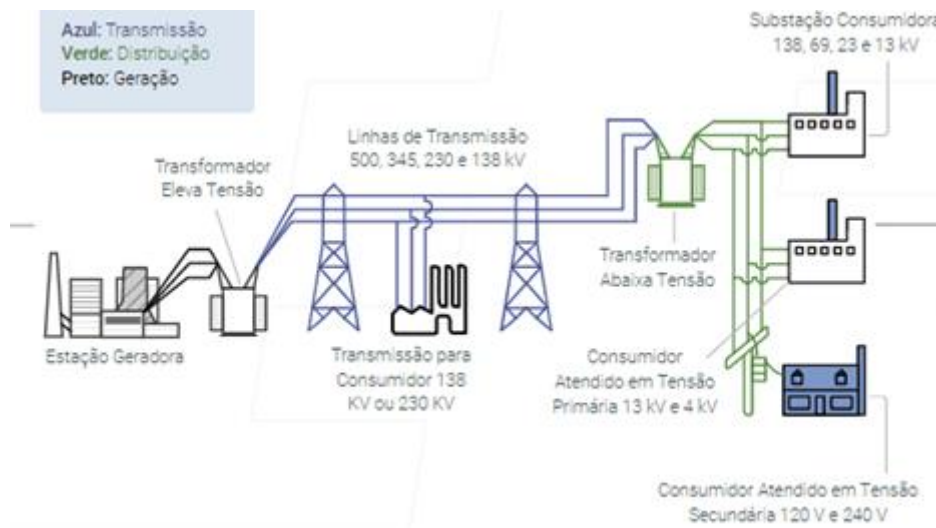 Azul: Transmissão
Verde: Distribuição
Preto: Geração
Substação Consumidora
138, 69, 23 e 13 kV
Linhas de Transmissão
500, 345, 230 e 138 kV
Transformador
Eleva Tensão
Transformador
Abaixa Tensão
Estação Geradora
Transmissão para
Consumidor 138
KV ou 230 KV
Consumidor
Atendido em Tensão
Primária 13 kV e 4 kV
Consumidor Atendido em Tensão
Secundária 120 V e 240 V